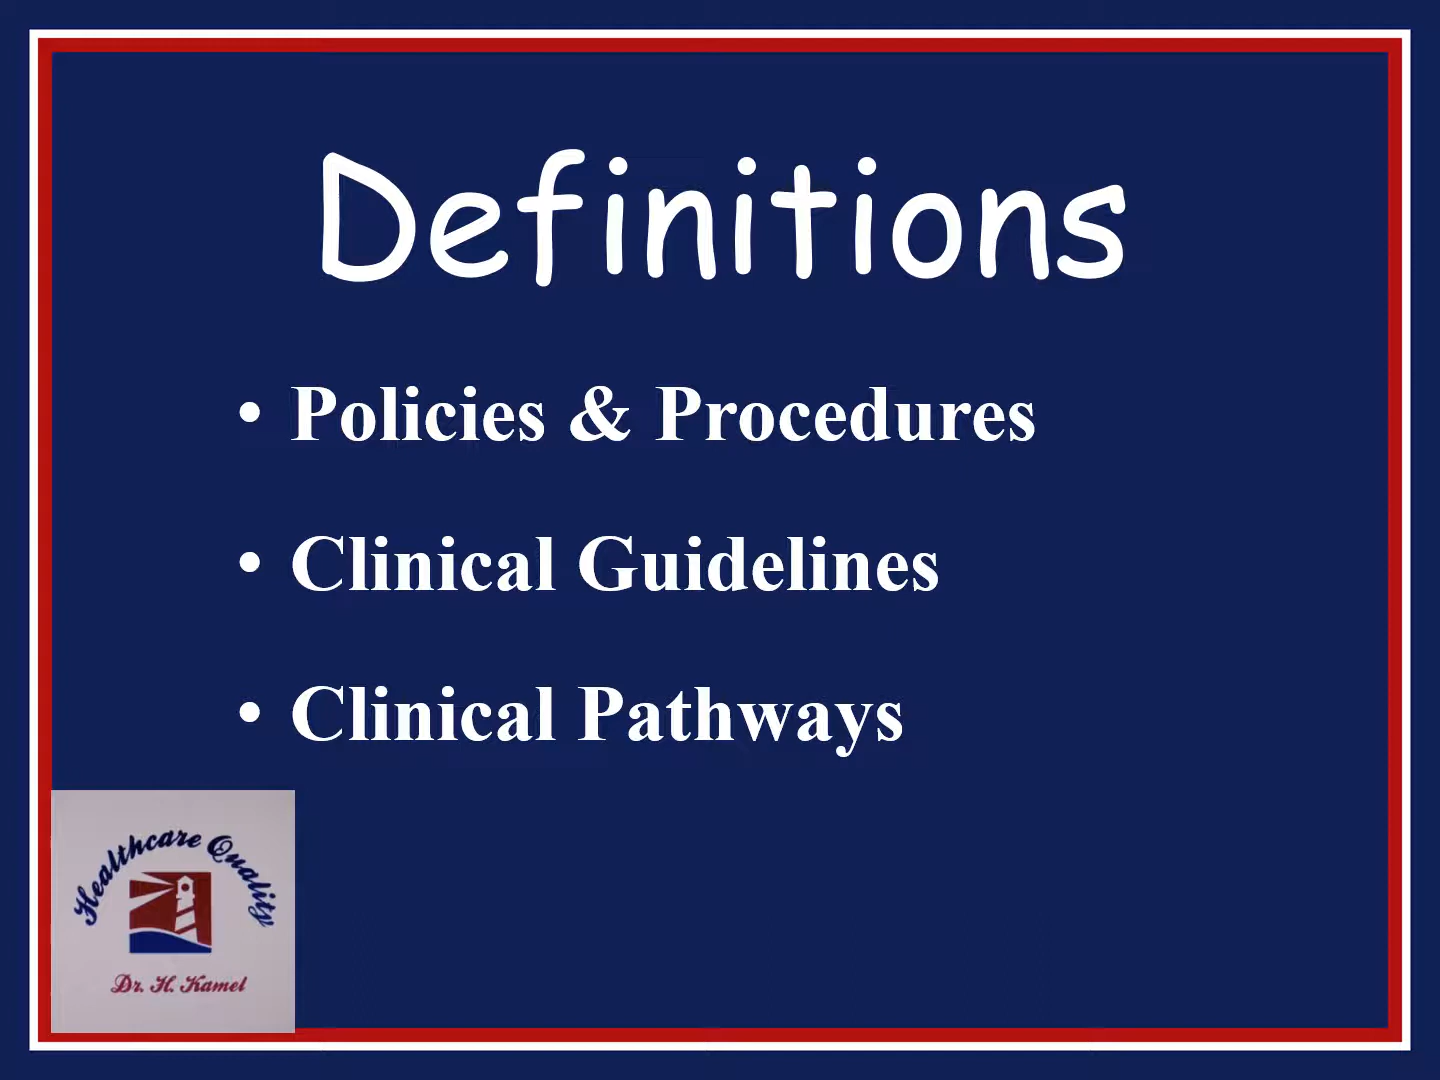 Definitions
• Policies & Procedures
• Clinical Guidelines
• Clinical Pathways
Healthcare Quality
Dr. H. Kamel